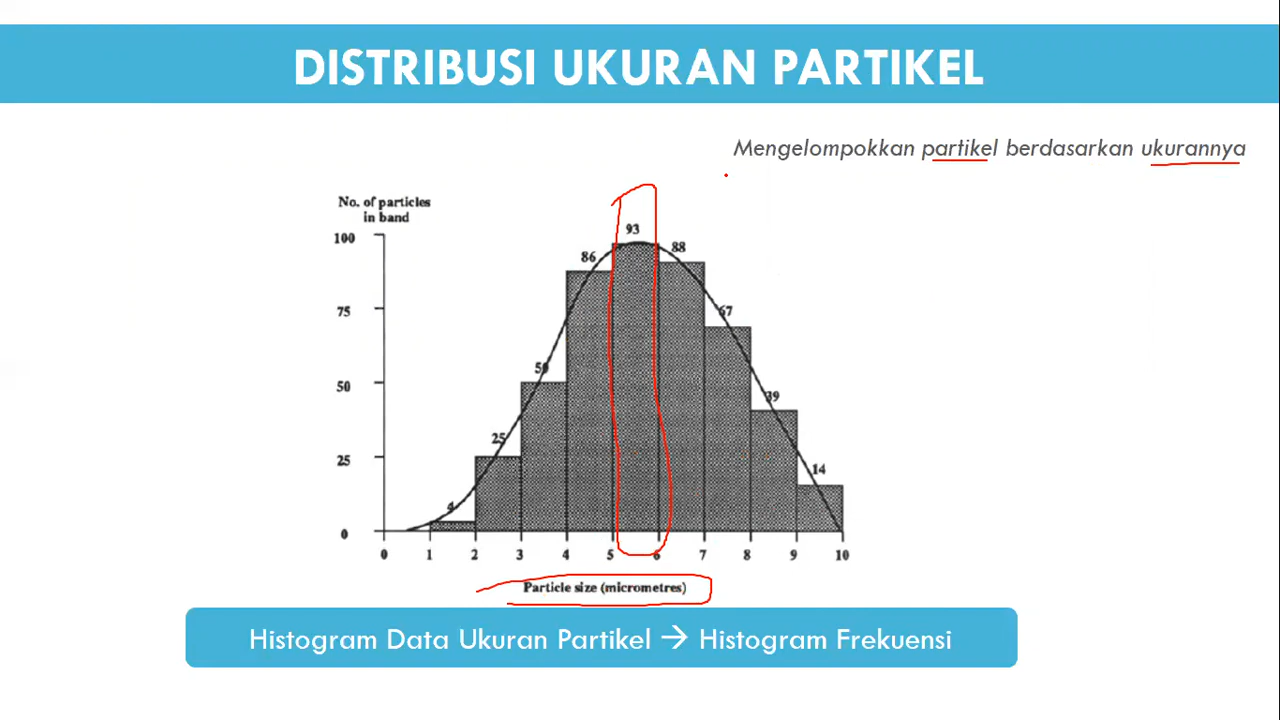 DISTRIBUSI UKURAN PARTIKEL
Mengelompokkan partikel berdasarkan ukurannya
No. of particles
in band
100
75
50
25
0
4
25
50
86
93
88
67
39
14
0 1 2 3 4 5 6 7 8 9 10
Particle size (micrometres)
Histogram Data Ukuran Partikel → Histogram Frekuensi